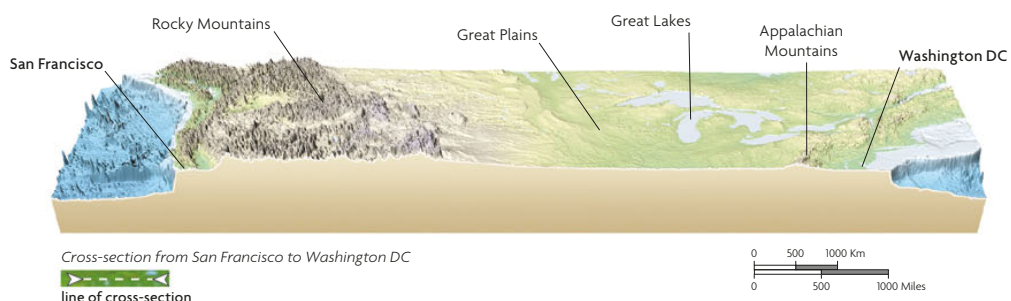 Great Lakes
Rocky Mountains
Great Plains
Appalachian
Mountains
San Francisco
Washington DC
Cross-section from San Francisco to Washington DC
line of cross-section
0 500 1000 Km
0 500 1000 Miles